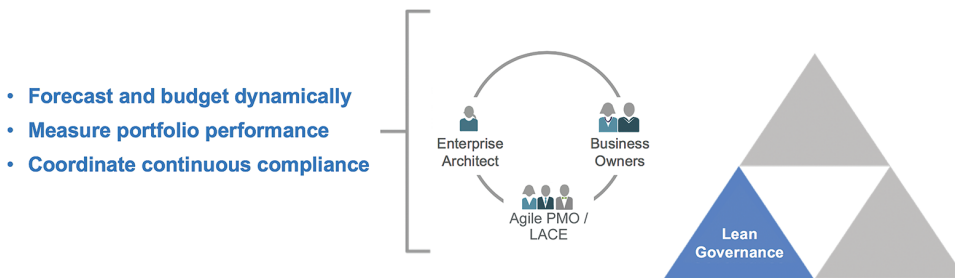 • Forecast and budget dynamically
• Measure portfolio performance
• Coordinate continuous compliance
Enterprise
Architect
Business
Owners
Agile PMO /
LACE
Lean
Governance